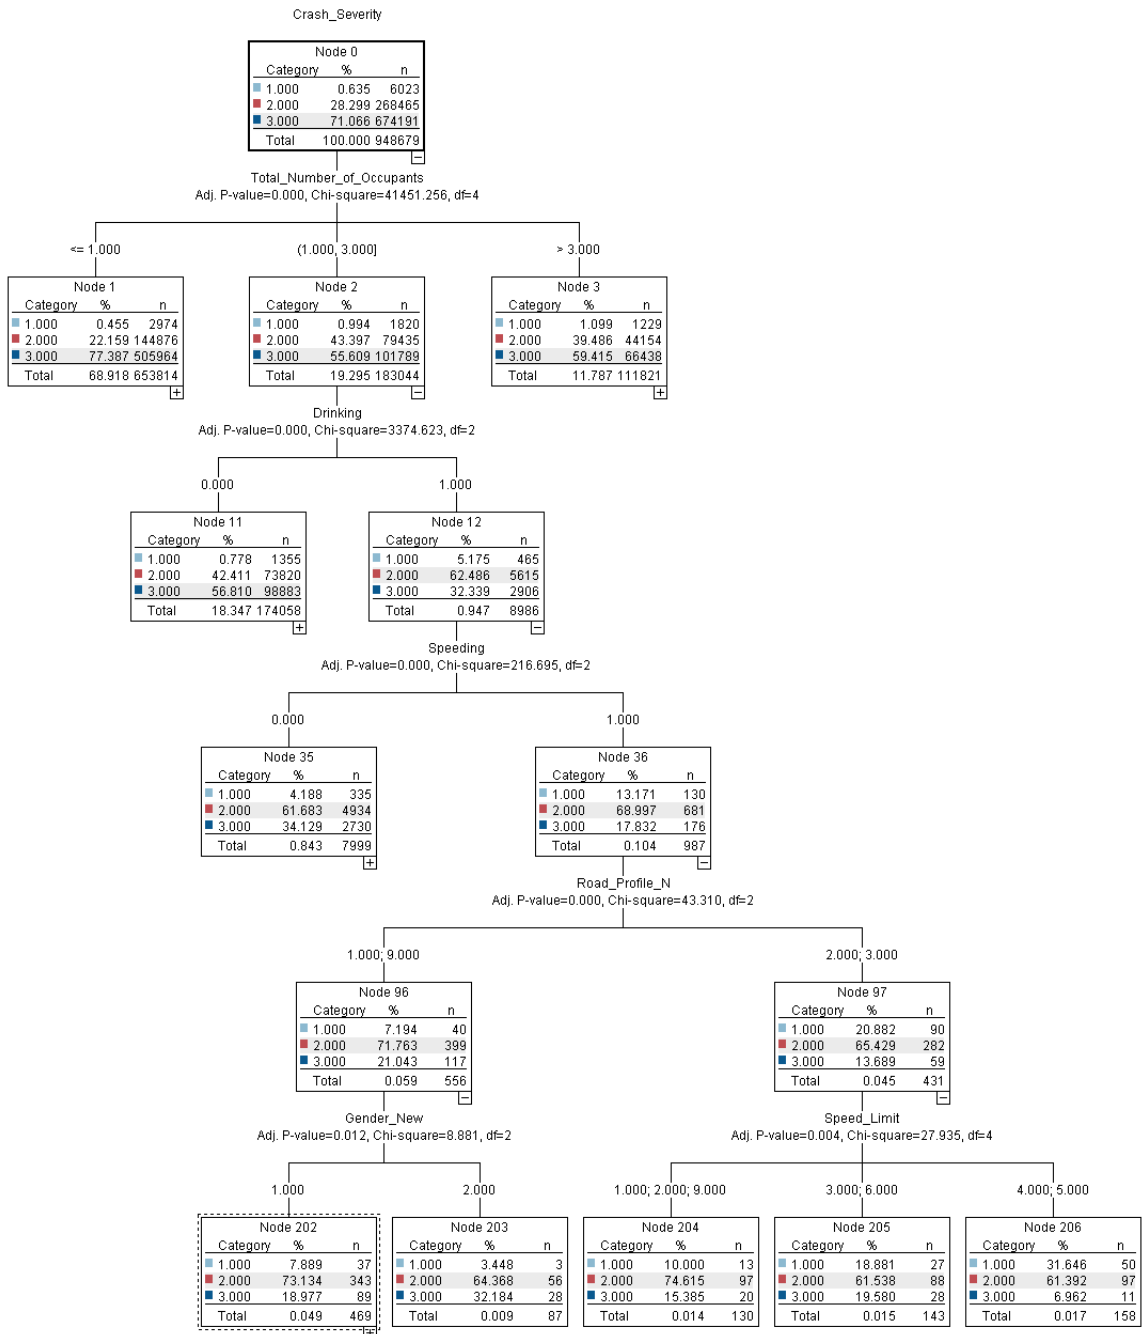 Crash_Severity
Node 0
Category % n
1.000 0.635 6023
2.000 28.299 268465
3.000 71.066 674191
Total 100.000 948679
Total_Number_of_Occupants
Adj. P-value=0.000, Chi-square=41451.256, df=4
<= 1.000
(1.000, 3.000]
> 3.000
Node 1
Category % n
1.000 0.455 2974
2.000 22.159 144876
3.000 77.387 505964
Total 68.918 653814
Node 2
Category % n
1.000 0.994 1820
2.000 43.397 79435
3.000 55.609 101789
Total 19.295 183044
Node 3
Category % n
1.000 1.099 1229
2.000 39.486 44154
3.000 59.415 66438
Total 11.787 111821
Drinking
Adj. P-value=0.000, Chi-square=3374.623, df=2
0.000
1.000
Node 11
Category % n
1.000 0.778 1355
2.000 42.411 73820
3.000 56.810 98883
Total 18.347 174058
Node 12
Category % n
1.000 5.175 465
2.000 62.486 5615
3.000 32.339 2906
Total 0.947 8986
Speeding
Adj. P-value=0.000, Chi-square=216.695, df=2
0.000
1.000
Node 35
Category % n
1.000 4.188 335
2.000 61.683 4934
3.000 34.129 2730
Total 0.843 7999
Node 36
Category % n
1.000 13.171 130
2.000 68.997 681
3.000 17.832 176
Total 0.104 987
Road_Profile_N
Adj. P-value=0.000, Chi-square=43.310, df=2
1.000; 9.000
2.000; 3.000
Node 96
Category % n
1.000 7.194 40
2.000 71.763 399
3.000 21.043 117
Total 0.059 556
Node 97
Category % n
1.000 20.882 90
2.000 65.429 282
3.000 13.689 59
Total 0.045 431
Gender_New
Adj. P-value=0.012, Chi-square=8.881, df=2
Speed_Limit
Adj. P-value=0.004, Chi-square=27.935, df=4
1.000
2.000
1.000; 2.000; 9.000
3.000; 6.000
4.000; 5.000
Node 202
Category % n
1.000 7.889 37
2.000 73.134 343
3.000 18.977 89
Total 0.049 469
Node 203
Category % n
1.000 3.448 3
2.000 64.368 56
3.000 32.184 28
Total 0.009 87
Node 204
Category % n
1.000 10.000 13
2.000 74.615 97
3.000 15.385 20
Total 0.014 130
Node 205
Category % n
1.000 18.881 27
2.000 61.538 88
3.000 19.580 28
Total 0.015 143
Node 206
Category % n
1.000 31.646 50
2.000 61.392 97
3.000 6.962 11
Total 0.017 158